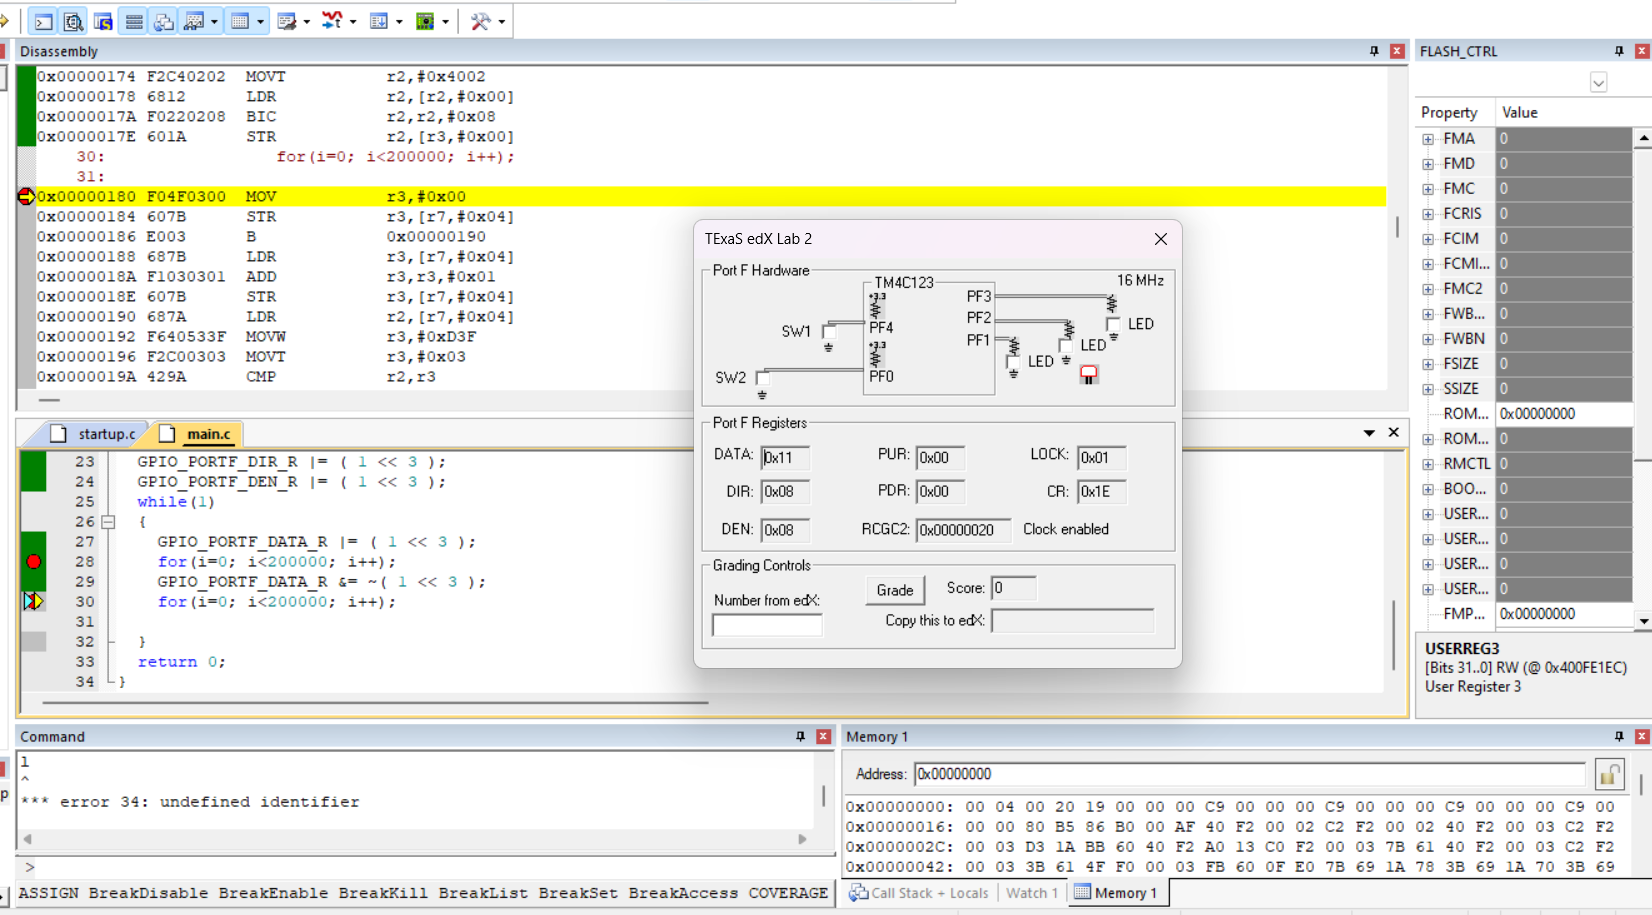 Disassembly
0x00000174 F2C40202 MOVT r2,#0x4002
0x00000178 6812 LDR r2,[r2,#0x00]
0x0000017A F0220208 BIC r2,r2,#0x08
0x0000017E 601A STR r2,[r3,#0x00]
30: for(i=0; i<200000; i++);
31:
0x00000180 F04F0300 MOV r3,#0x00
0x00000184 607B STR r3,[r7,#0x04]
0x00000186 E003 B 0x00000190
0x00000188 687B LDR r3,[r7,#0x04]
0x0000018A F1030301 ADD r3,r3,#0x01
0x0000018E 607B STR r3,[r7,#0x04]
0x00000190 687A LDR r2,[r7,#0x04]
0x00000192 F640533F MOVW r3,#0xD3F
0x00000196 F2C00303 MOVT r3,#0x03
0x0000019A 429A CMP r2,r3
startup.c main.c
23 GPIO_PORTF_DIR_R |= ( 1 << 3 );
24 GPIO_PORTF_DEN_R |= ( 1 << 3 );
25 while(1)
26 {
27 GPIO_PORTF_DATA_R |= ( 1 << 3 );
28 for(i=0; i<200000; i++);
29 GPIO_PORTF_DATA_R &= ~( 1 << 3 );
30 for(i=0; i<200000; i++);
31
32 }
33 return 0;
34 }
TExaS edX Lab 2
Port F Hardware
TM4C123
16 MHz
+3.3
PF3
PF2
PF1
SW1
PF4
LED
LED
LED
+3.3
SW2
PF0
Port F Registers
DATA: 0x11 PUR: 0x00 LOCK: 0x01
DIR: 0x08 PDR: 0x00 CR: 0x1E
DEN: 0x08 RCGC2: 0x00000020 Clock enabled
Grading Controls
Number from edX:
Grade
Score: 0
Copy this to edX:
FLASH_CTRL
Property Value
FMA 0
FMD 0
FMC 0
FCRIS 0
FCIM 0
FCMI... 0
FMC2 0
FWB... 0
FWBN 0
FSIZE 0
SSIZE 0
ROM... 0x00000000
ROM... 0
RMCTL 0
BOO... 0
USER... 0
USER... 0
USER... 0
USER... 0
FMP... 0x00000000
USERREG3
[Bits 31..0] RW (@ 0x400FE1EC)
User Register 3
Command
1
^
*** error 34: undefined identifier
>
ASSIGN BreakDisable BreakEnable BreakKill BreakList BreakSet BreakAccess COVERAGE
Memory 1
Address: 0x00000000
0x00000000: 00 04 00 20 19 00 00 00 C9 00 00 00 C9 00 00 00 C9 00 00 00 C9 00
0x00000016: 00 00 80 B5 86 B0 00 AF 40 F2 00 02 C2 F2 00 02 40 F2 00 03 C2 F2
0x0000002C: 00 03 D3 1A BB 60 40 F2 A0 13 C0 F2 00 03 7B 61 40 F2 00 03 C2 F2
0x00000042: 00 03 3B 61 4F F0 00 03 FB 60 0F E0 7B 69 1A 78 3B 69 1A 70 3B 69
Call Stack + Locals Watch 1 Memory 1